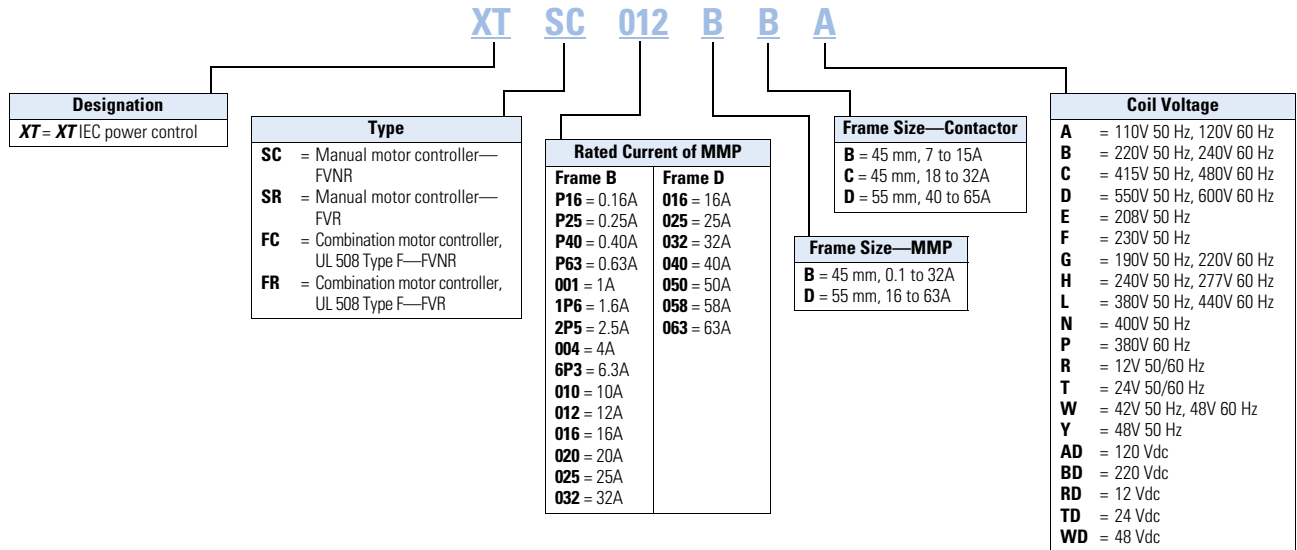 XT SC 012 B B A
Designation
XT = XT IEC power control
Type
SC = Manual motor controller—
FVNR
SR = Manual motor controller—
FVR
FC = Combination motor controller,
UL 508 Type F—FVNR
FR = Combination motor controller,
UL 508 Type F—FVR
Rated Current of MMP
Frame B
P16 = 0.16A
P25 = 0.25A
P40 = 0.40A
P63 = 0.63A
001 = 1A
1P6 = 1.6A
2P5 = 2.5A
004 = 4A
6P3 = 6.3A
010 = 10A
012 = 12A
016 = 16A
020 = 20A
025 = 25A
032 = 32A
Frame D
016 = 16A
025 = 25A
032 = 32A
040 = 40A
050 = 50A
058 = 58A
063 = 63A
Frame Size—MMP
B = 45 mm, 0.1 to 32A
D = 55 mm, 16 to 63A
Frame Size—Contactor
B = 45 mm, 7 to 15A
C = 45 mm, 18 to 32A
D = 55 mm, 40 to 65A
Coil Voltage
A = 110V 50 Hz, 120V 60 Hz
B = 220V 50 Hz, 240V 60 Hz
C = 415V 50 Hz, 480V 60 Hz
D = 550V 50 Hz, 600V 60 Hz
E = 208V 50 Hz
F = 230V 50 Hz
G = 190V 50 Hz, 220V 60 Hz
H = 240V 50 Hz, 277V 60 Hz
L = 380V 50 Hz, 440V 60 Hz
N = 400V 50 Hz
P = 380V 60 Hz
R = 12V 50/60 Hz
T = 24V 50/60 Hz
W = 42V 50 Hz, 48V 60 Hz
Y = 48V 50 Hz
AD = 120 Vdc
BD = 220 Vdc
RD = 12 Vdc
TD = 24 Vdc
WD = 48 Vdc